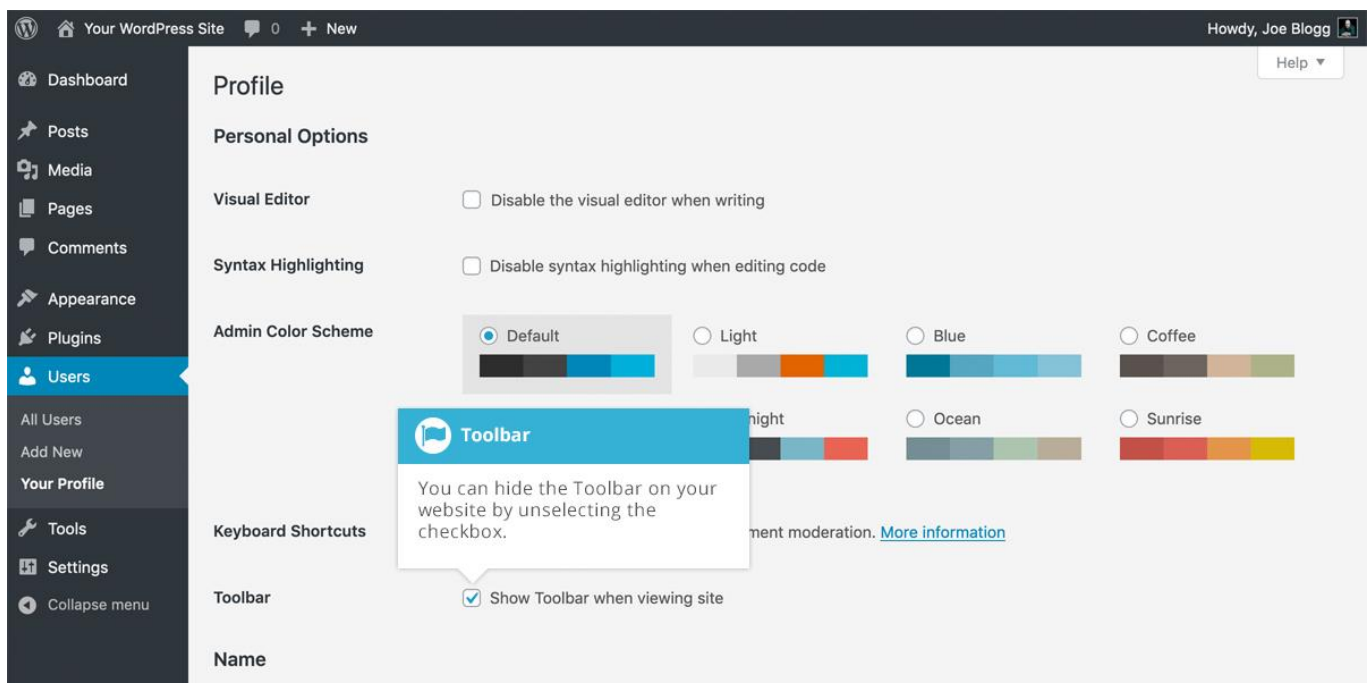 Your WordPress Site 0 + New Howdy, Joe Blogg
Help ▼
Dashboard
Posts
Media
Pages
Comments
Appearance
Plugins
Users
All Users
Add New
Your Profile
Tools
Settings
Collapse menu
Profile
Personal Options
Visual Editor Disable the visual editor when writing
Syntax Highlighting Disable syntax highlighting when editing code
Admin Color Scheme Default Light Blue Coffee
night Ocean Sunrise
Toolbar
You can hide the Toolbar on your
website by unselecting the
checkbox.
Keyboard Shortcuts ment moderation. More information
Toolbar Show Toolbar when viewing site
Name